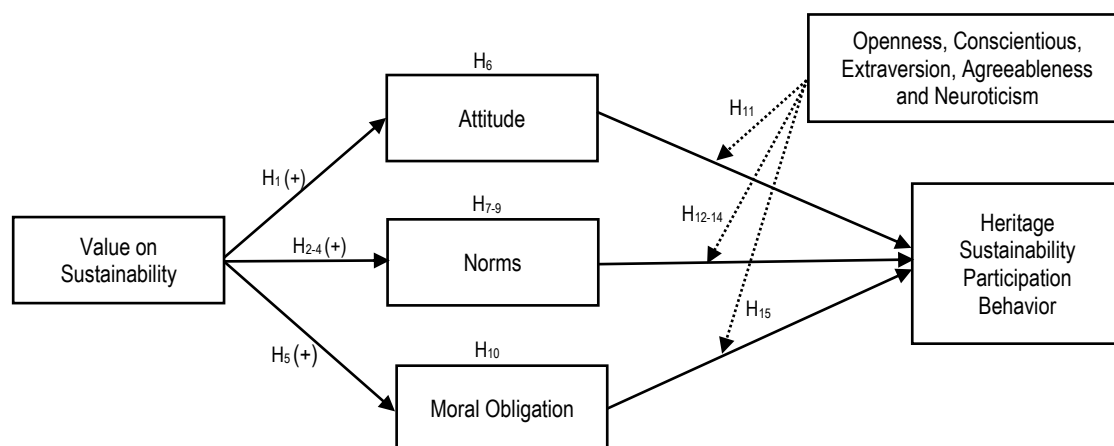 Openness, Conscientious,
Extraversion, Agreeableness
and Neuroticism
H6
Attitude
H11
H1 (+)
H7-9
H12-14
Heritage
Sustainability
Participation
Behavior
Value on
Sustainability
H2-4 (+)
Norms
H15
H5 (+)
H10
Moral Obligation